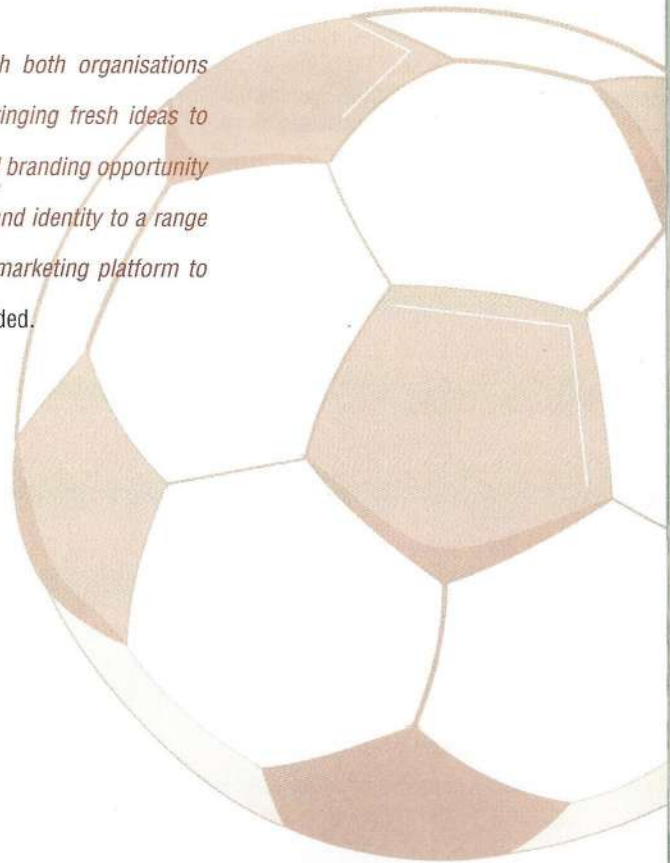 h both organisations
inging fresh ideas to
branding opportunity
nd identity to a range
marketing platform to
ded.